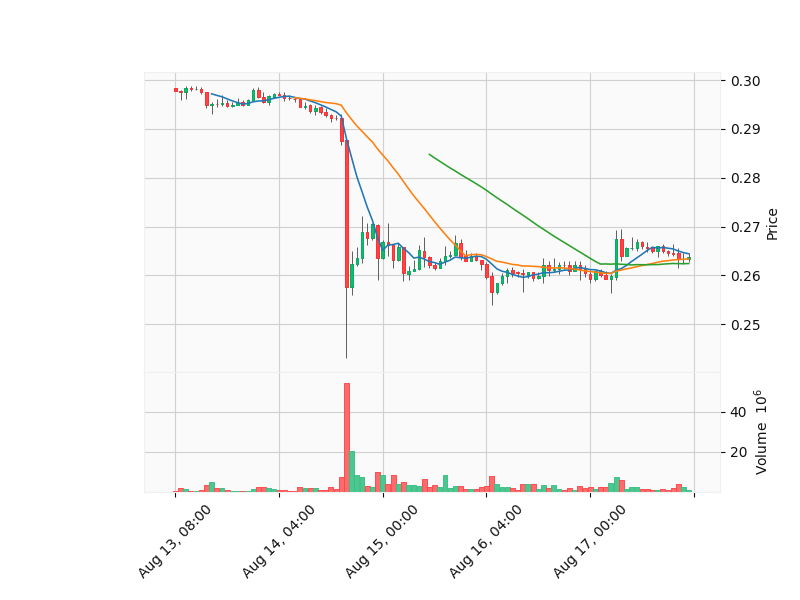 0.30
0.29
0.28
0.27
0.26
0.25
Price
40
20
Volume 10^6
Aug 13, 08:00
Aug 14, 04:00
Aug 15, 00:00
Aug 16, 04:00
Aug 17, 00:00